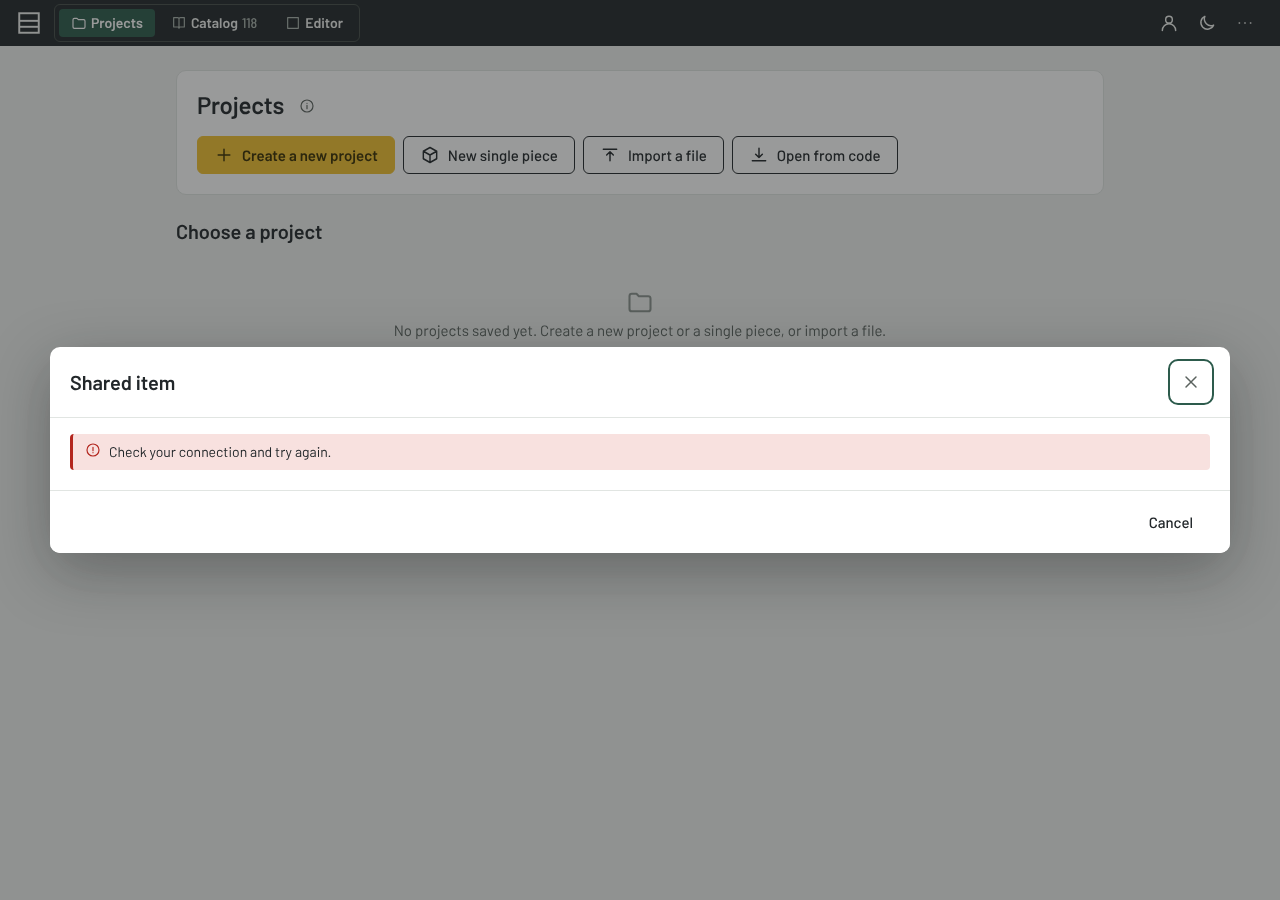 Projects
Catalog 118
Editor
Projects
Create a new project
New single piece
Import a file
Open from code
Choose a project
No projects saved yet. Create a new project or a single piece, or import a file.
Shared item
Check your connection and try again.
Cancel